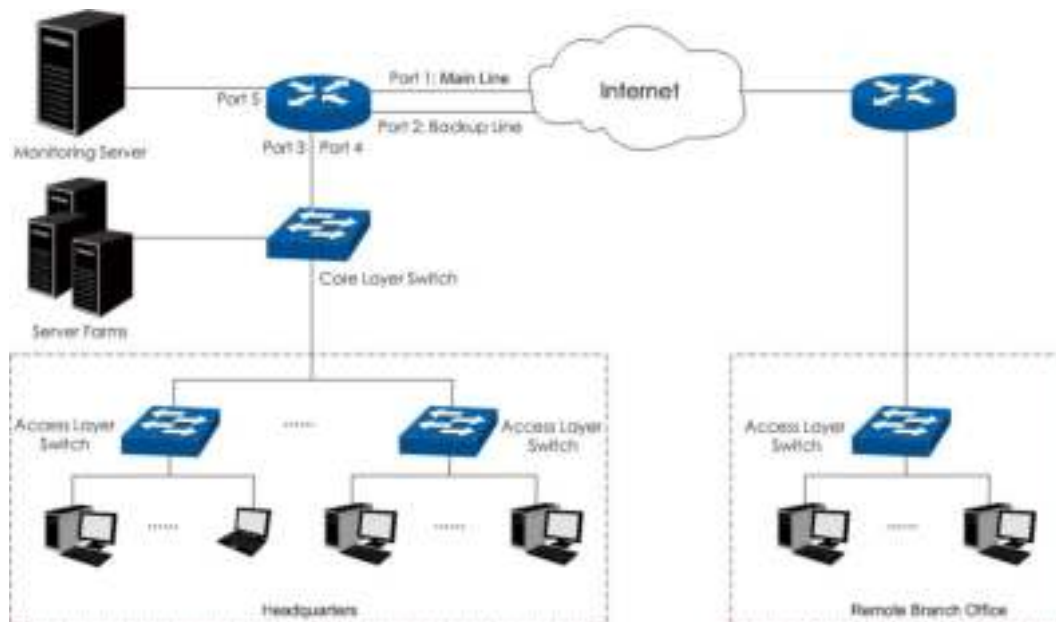 Port 1: Main Line
Internet
Port 5
Port 2: Backup Line
Monitoring Server
Port 3
Port 4
Core Layer Switch
Server Farms
Access Layer
Switch
......
Access Layer
Switch
Access Layer
Switch
......
......
......
Headquarters
Remote Branch Office